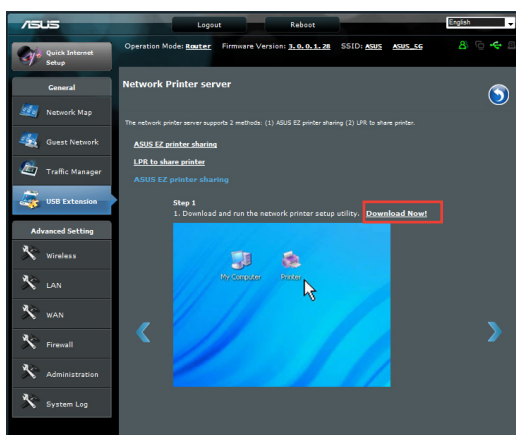 ASUS
Logout
Reboot
English
Quick Internet
Setup
Operation Mode: Router Firmware Version: 3.0.0.1.28 SSID: ASUS ASUS_5G
General
Network Map
Guest Network
Traffic Manager
USB Extension
Advanced Setting
Wireless
LAN
WAN
Firewall
Administration
System Log
Network Printer server
The network printer server supports 2 methods: (1) ASUS EZ printer sharing (2) LPR to share printer.
ASUS EZ printer sharing
LPR to share printer
ASUS EZ printer sharing
Step 1
1. Download and run the network printer setup utility. Download Now!
My Computer
Printer